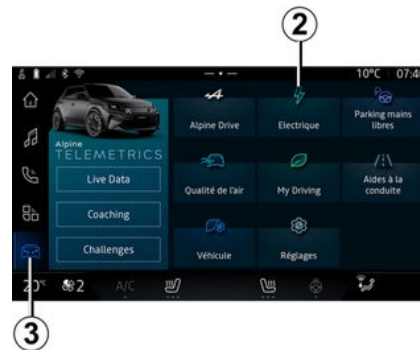 2
10°C 07:4
Alpine
TELEMETRICS
Live Data
Coaching
Challenges
Alpine Drive
Electrique
Parking mains
libres
Qualité de l'air
My Driving
Aides à la
conduite
Véhicule
Réglages
20°C 2 A/C
3